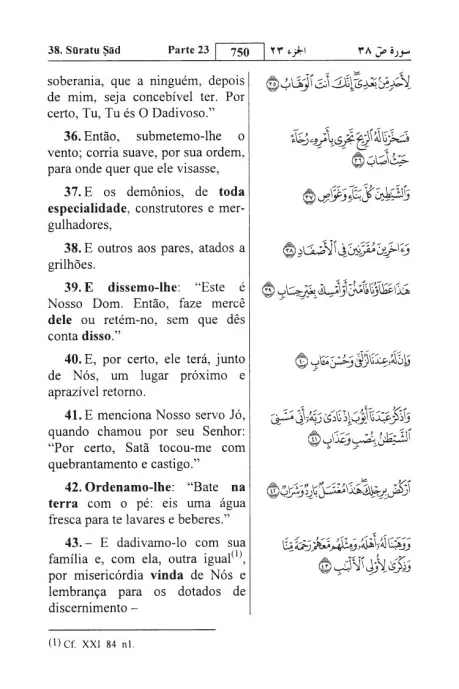 38. Sūratu Ṣād Parte 23 750 الجزء ٢٣ سورة ص ٣٨
soberania, que a ninguém, depois
de mim, seja concebível ter. Por
certo, Tu, Tu és O Dadivoso."
36. Então, submetemo-lhe o
vento; corria suave, por sua ordem,
para onde quer que ele visasse,
37. E os demônios, de toda
especialidade, construtores e mer-
gulhadores,
38. E outros aos pares, atados a
grilhões.
39. E dissemo-lhe: "Este é
Nosso Dom. Então, faze mercê
dele ou retém-no, sem que dês
conta disso."
40. E, por certo, ele terá, junto
de Nós, um lugar próximo e
aprazível retorno.
41. E menciona Nosso servo Jó,
quando chamou por seu Senhor:
"Por certo, Satã tocou-me com
quebrantamento e castigo."
42. Ordenamo-lhe: "Bate na
terra com o pé: eis uma água
fresca para te lavares e beberes."
43.– E dadivamo-lo com sua
família e, com ela, outra igual(1),
por misericórdia vinda de Nós e
lembrança para os dotados de
discernimento –
لِأَحَدٍ مِّنۢ بَعْدِىٓ إِنَّكَ أَنتَ ٱلْوَهَّابُ ٣٥
فَسَخَّرْنَا لَهُ ٱلرِّيحَ تَجْرِى بِأَمْرِهِۦ رُخَآءً
حَيْثُ أَصَابَ ٣٦
وَٱلشَّيَٰطِينَ كُلَّ بَنَّآءٍ وَغَوَّاصٍ ٣٧
وَءَاخَرِينَ مُقَرَّنِينَ فِى ٱلْأَصْفَادِ ٣٨
هَٰذَا عَطَآؤُنَا فَٱمْنُنْ أَوْ أَمْسِكْ بِغَيْرِ حِسَابٍ ٣٩
وَإِنَّ لَهُۥ عِندَنَا لَزُلْفَىٰ وَحُسْنَ مَـَٔابٍ ٤٠
وَٱذْكُرْ عَبْدَنَآ أَيُّوبَ إِذْ نَادَىٰ رَبَّهُۥٓ أَنِّى مَسَّنِىَ
ٱلشَّيْطَٰنُ بِنُصْبٍ وَعَذَابٍ ٤١
ٱرْكُضْ بِرِجْلِكَ هَٰذَا مُغْتَسَلٌۢ بَارِدٌ وَشَرَابٌ ٤٢
وَوَهَبْنَا لَهُۥٓ أَهْلَهُۥ وَمِثْلَهُم مَّعَهُمْ رَحْمَةً مِّنَّا
وَذِكْرَىٰ لِأُو۟لِى ٱلْأَلْبَٰبِ ٤٣
(1) Cf. XXI 84 n1.